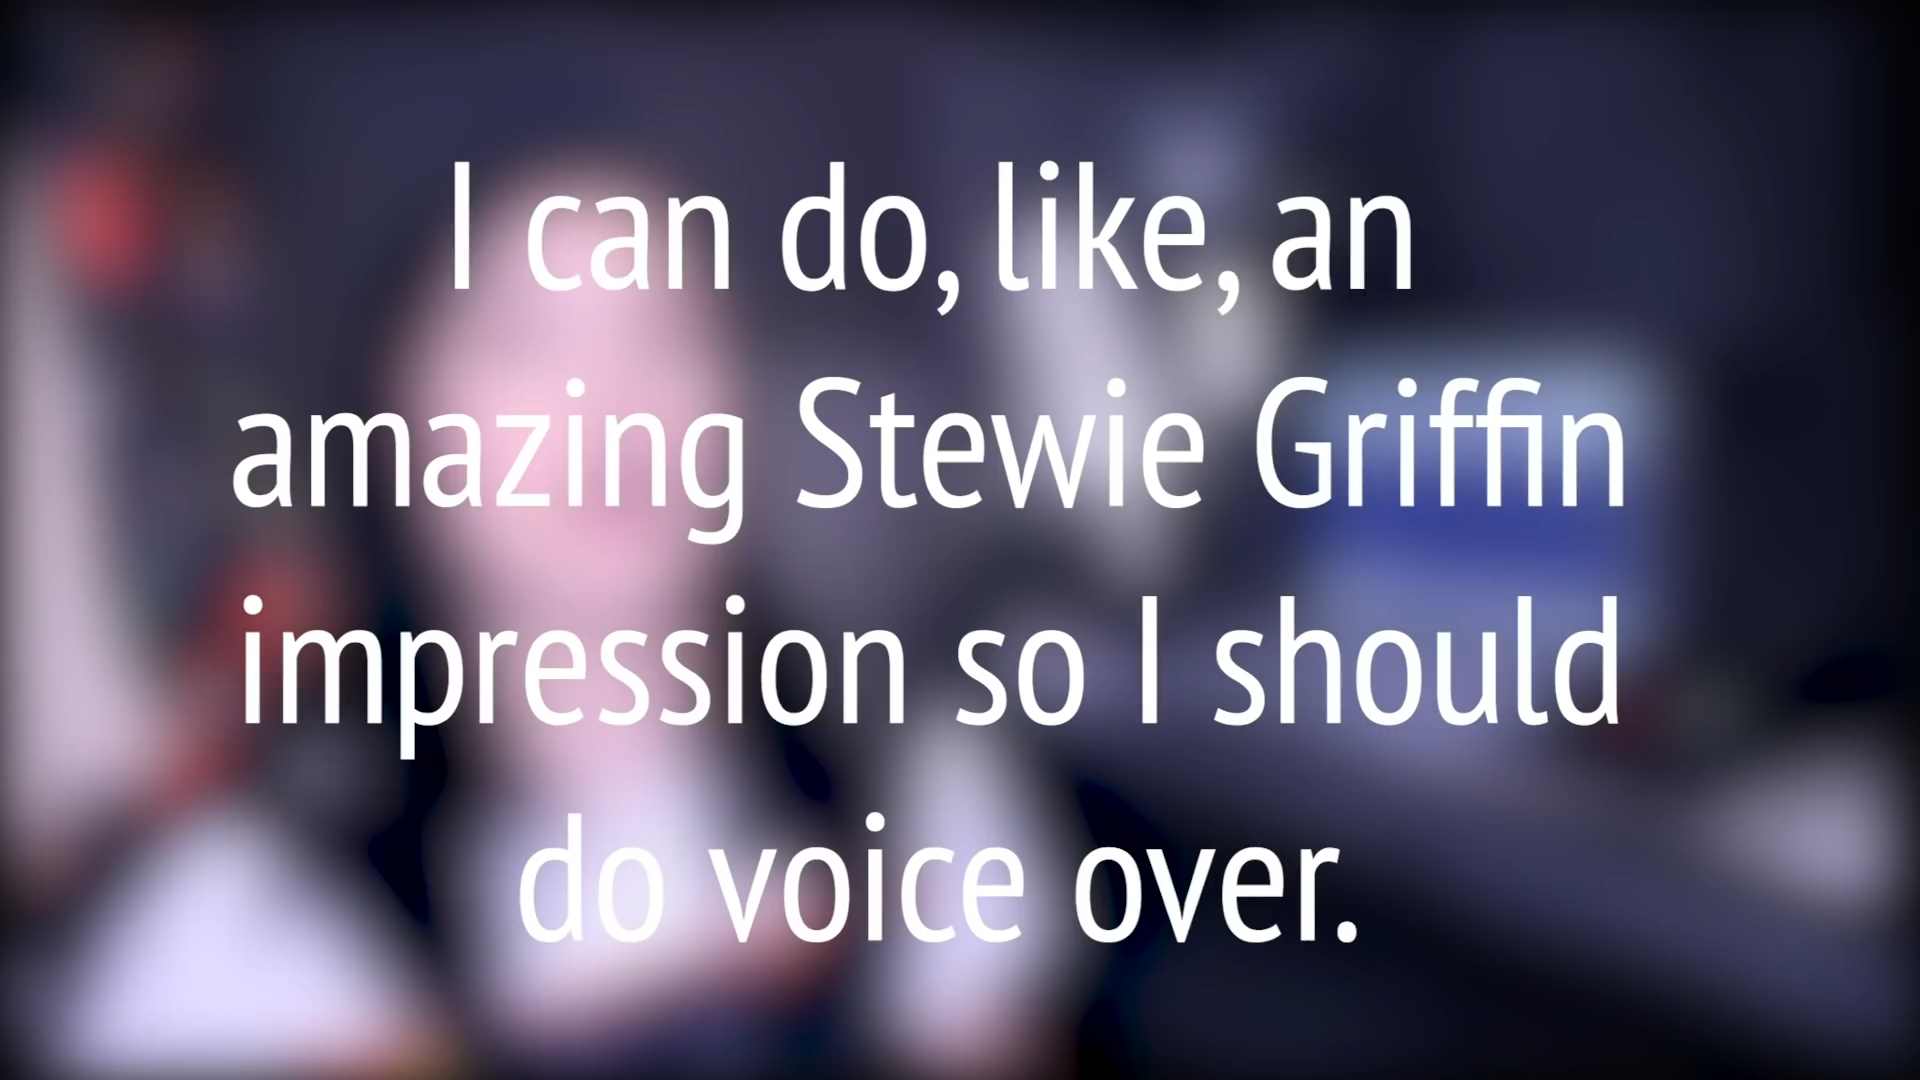 I can do, like, an
amazing Stewie Griffin
impression so I should
do voice over.